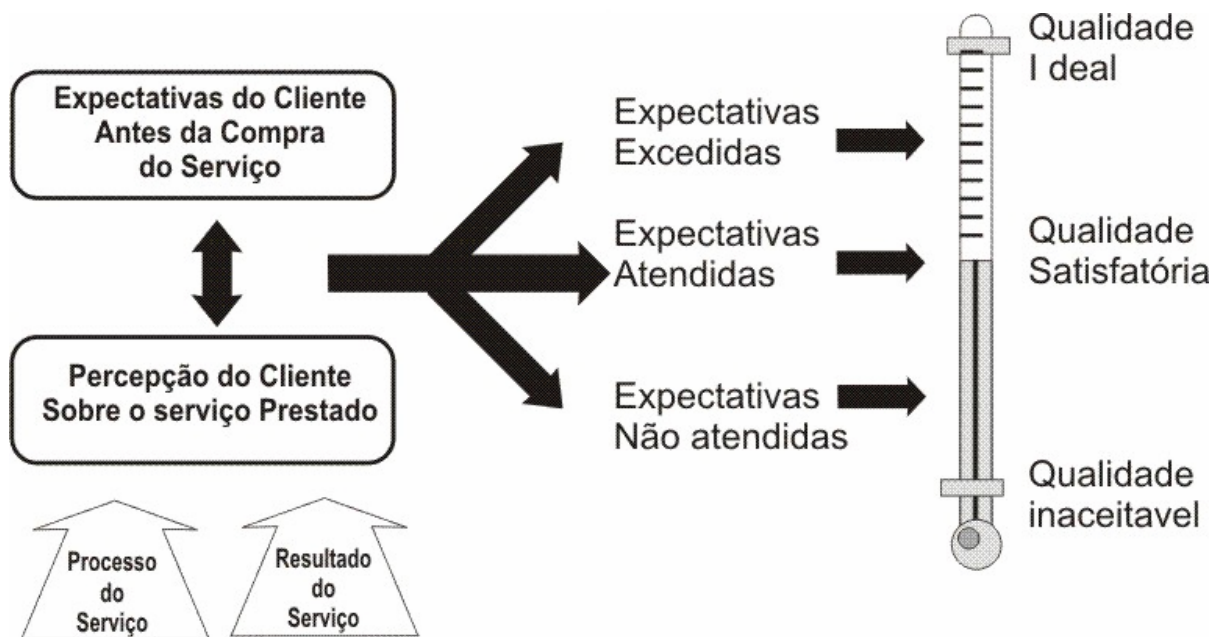 Expectativas do Cliente
Antes da Compra
do Serviço
Percepção do Cliente
Sobre o serviço Prestado
Processo
do
Serviço
Resultado
do
Serviço
Expectativas
Excedidas
Expectativas
Atendidas
Expectativas
Não atendidas
Qualidade
I deal
Qualidade
Satisfatória
Qualidade
inaceitavel